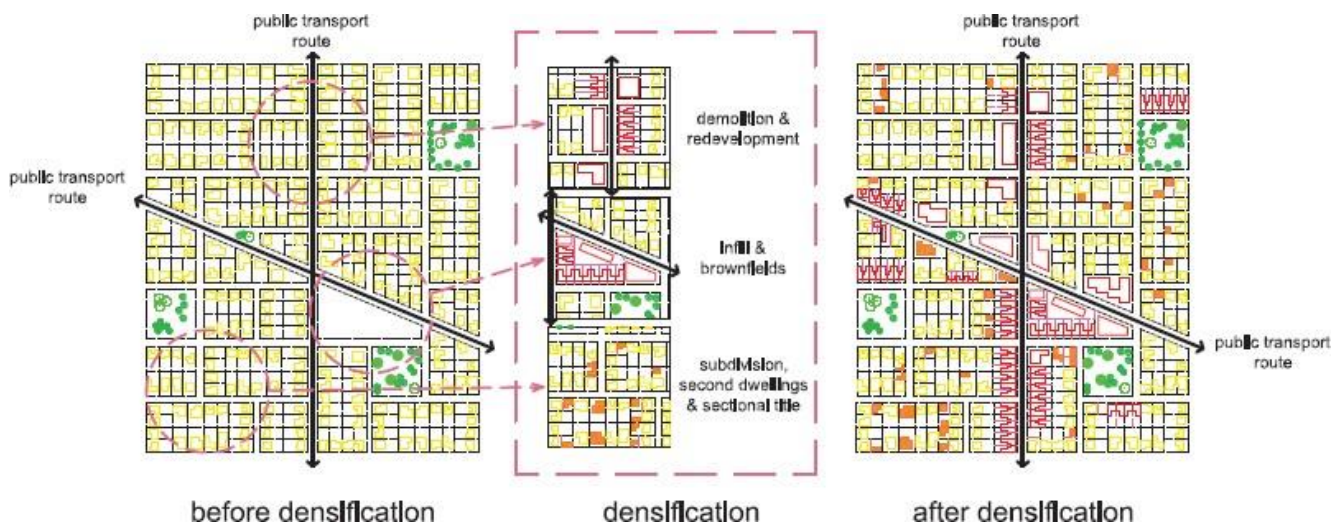 public transport
route
public transport
route
demolition &
redevelopment
infill &
brownfields
subdivision,
second dwellings
& sectional title
public transport
route
public transport
route
before densification
densification
after densification